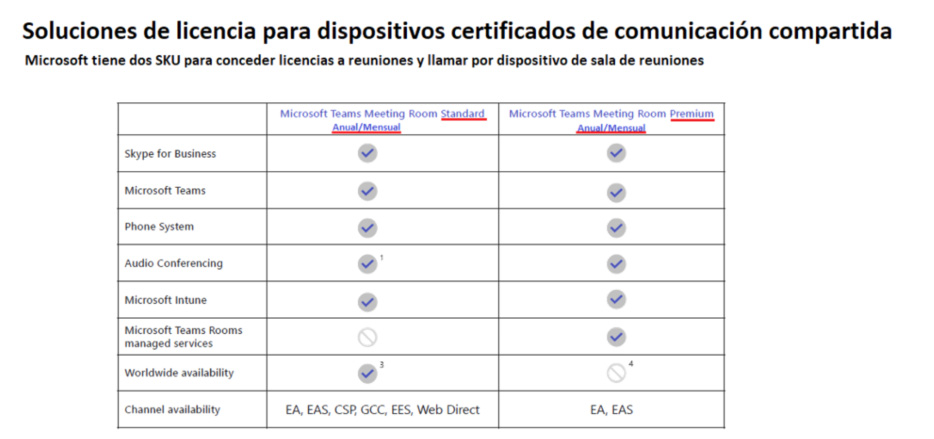 Soluciones de licencia para dispositivos certificados de comunicación compartida
Microsoft tiene dos SKU para conceder licencias a reuniones y llamar por dispositivo de sala de reuniones
Microsoft Teams Meeting Room Standard
Anual/Mensual
Microsoft Teams Meeting Room Premium
Anual/Mensual
Skype for Business
Microsoft Teams
Phone System
Audio Conferencing
1
Microsoft Intune
Microsoft Teams Rooms
managed services
Worldwide availability
3
4
Channel availability
EA, EAS, CSP, GCC, EES, Web Direct
EA, EAS